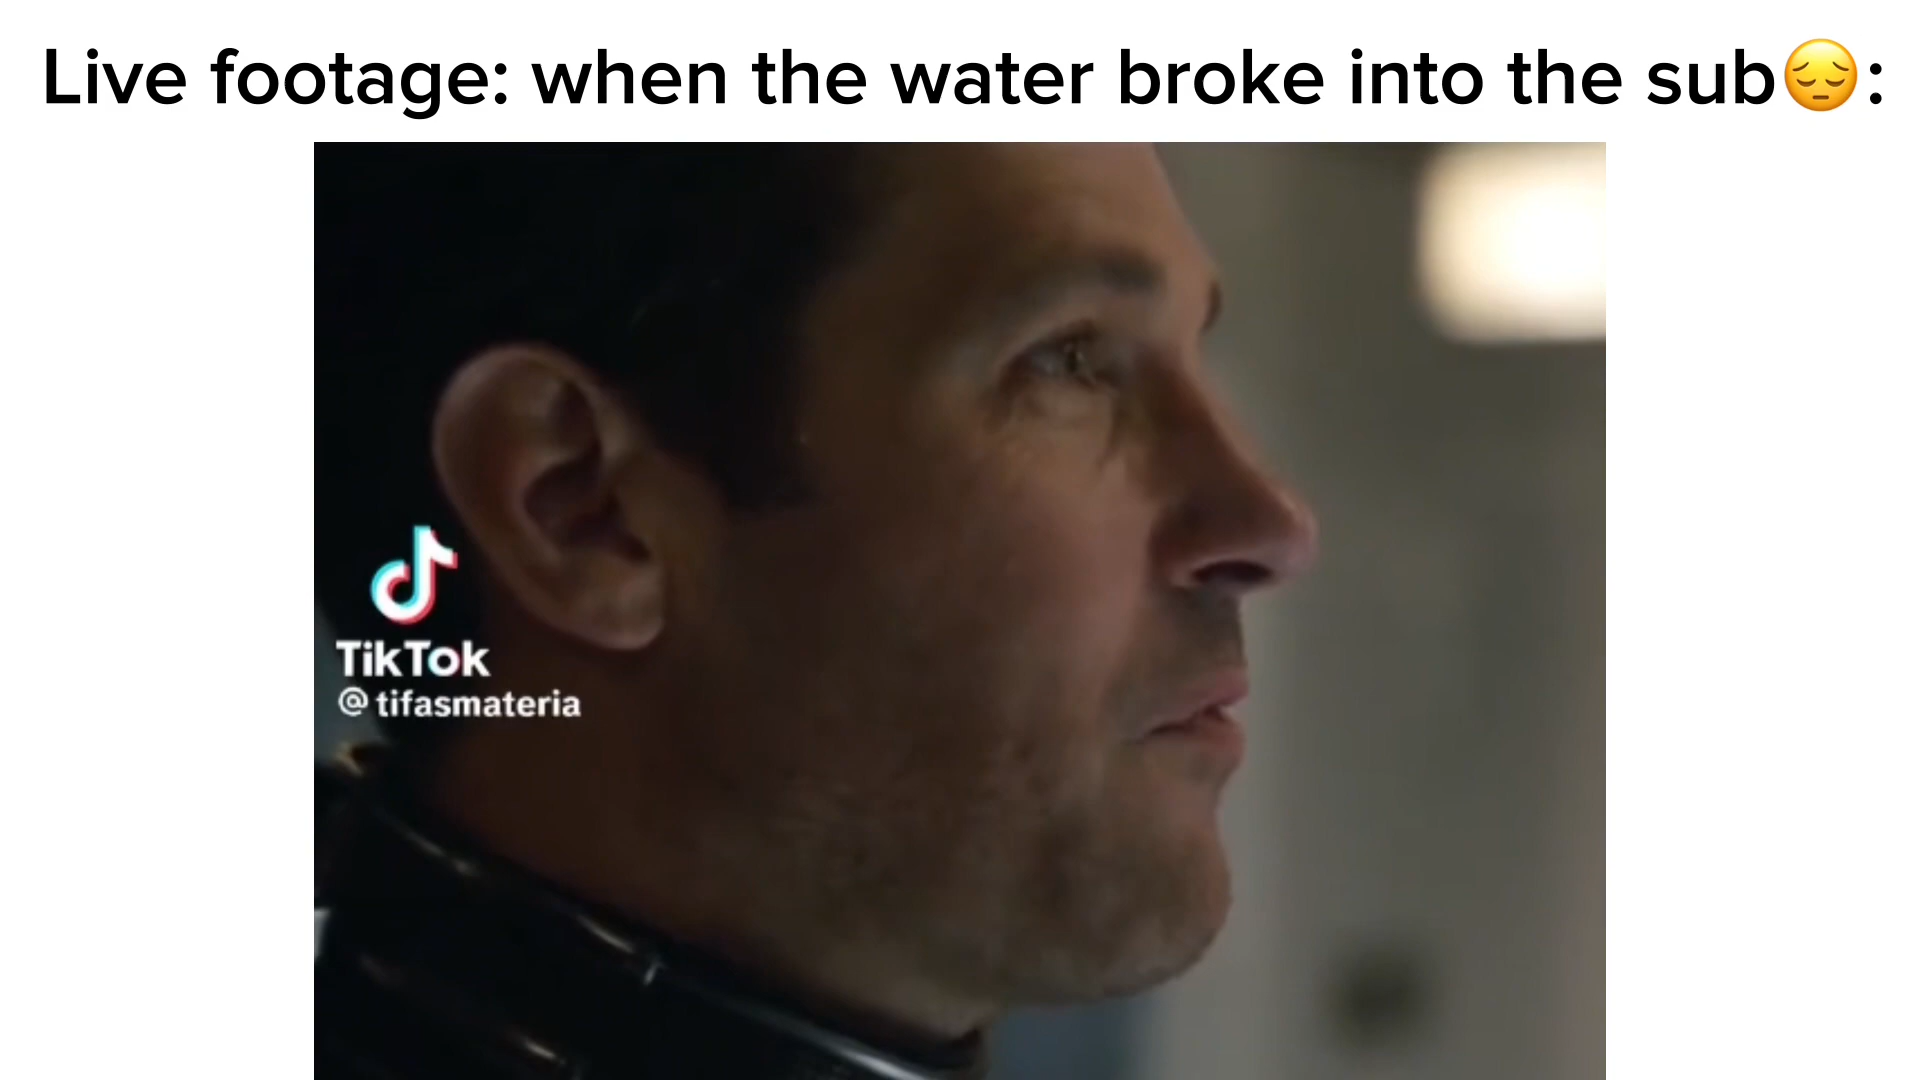 Live footage: when the water broke into the sub😔:
TikTok
@tifasmateria